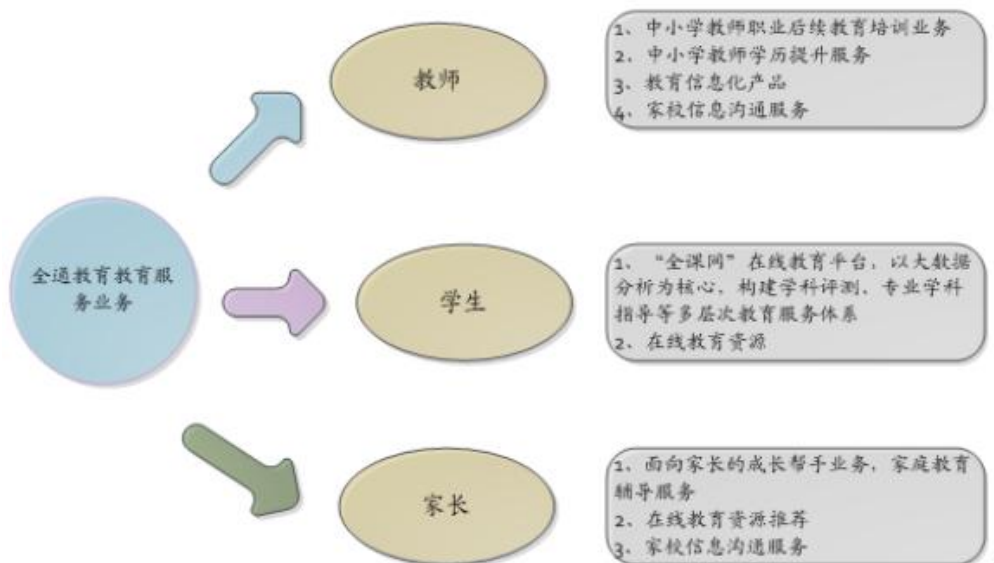 教师
1、中小学教师职业后续教育培训业务
2、中小学教师学历提升服务
3、教育信息化产品
4、家校信息沟通服务
全通教育教育服
务业务
学生
1、“全课网”在线教育平台，以大数据
分析为核心，构建学科评测、专业学科
指导等多层次教育服务体系
2、在线教育资源
家长
1、面向家长的成长帮手业务，家庭教育
辅导服务
2、在线教育资源推荐
3、家校信息沟通服务